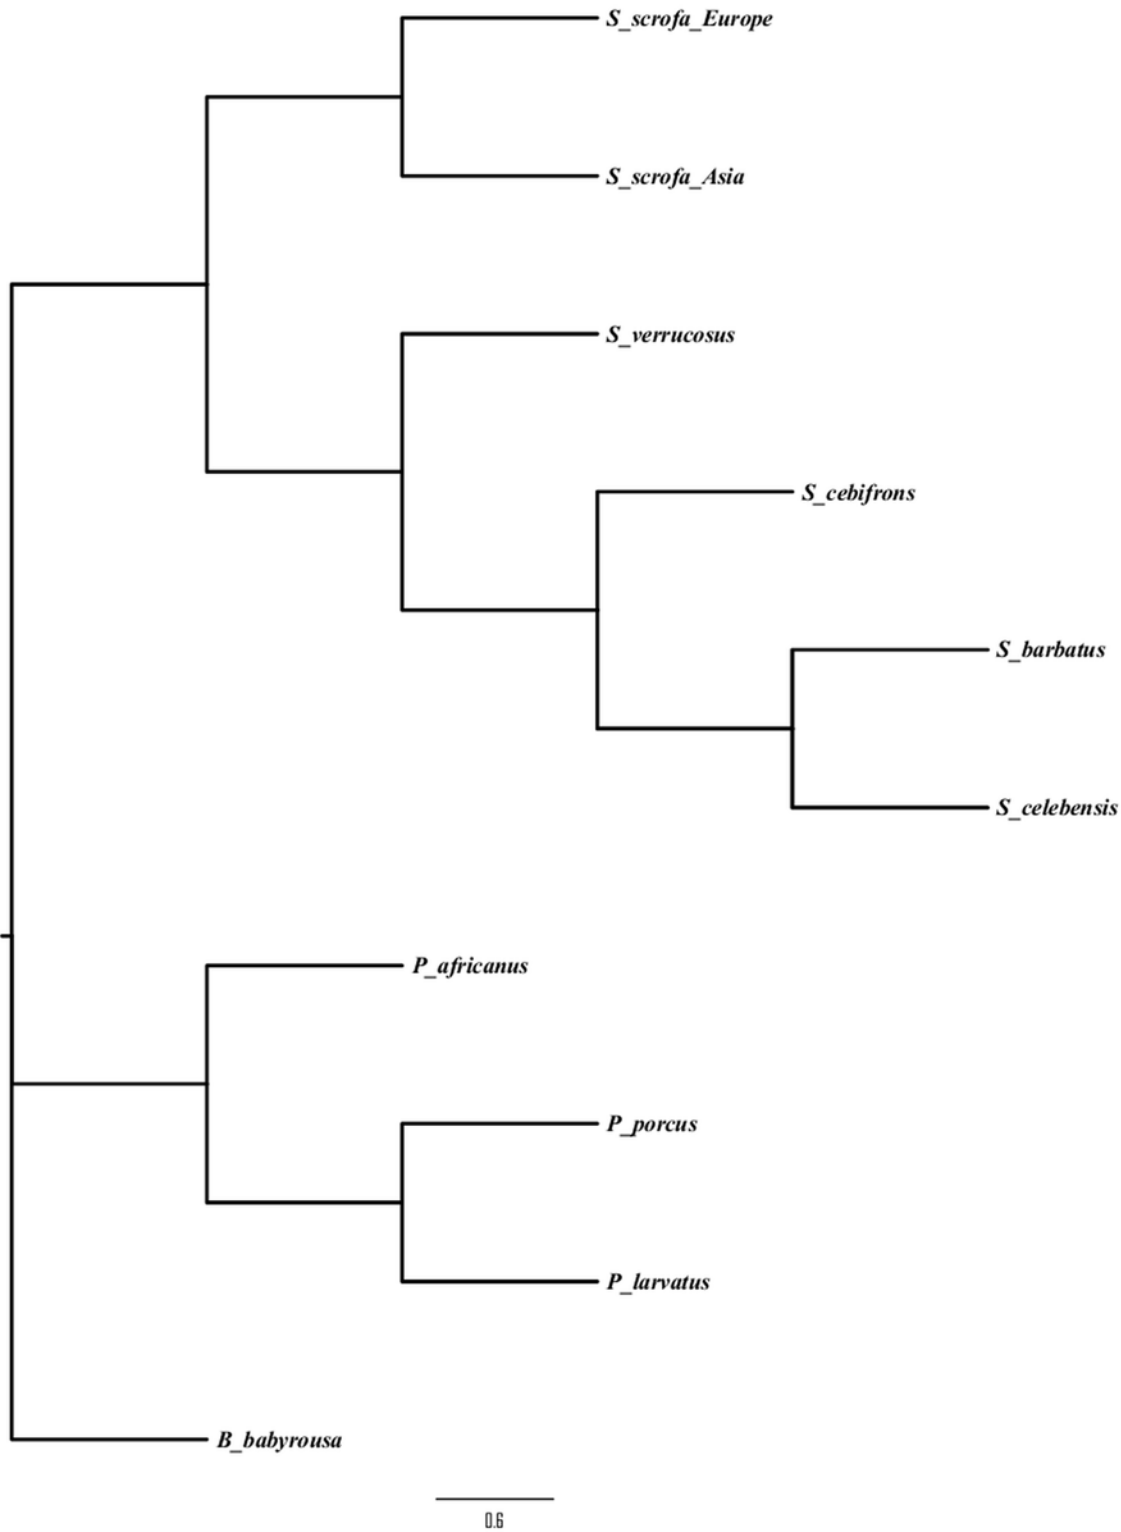 S_scrofa_Europe
S_scrofa_Asia
S_verrucosus
S_cebifrons
S_barbatus
S_celebensis
P_africanus
P_porcus
P_larvatus
B_babyrousa
0.6